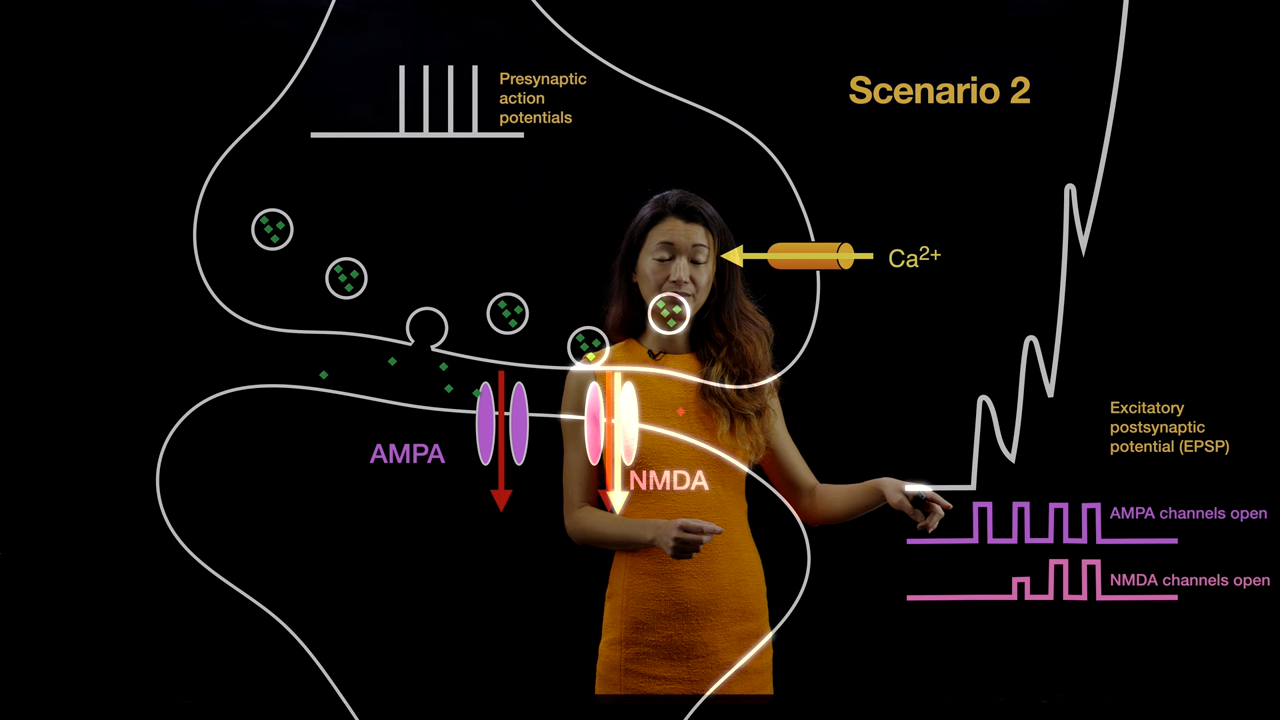 Presynaptic
action
potentials
Scenario 2
Ca²⁺
AMPA
NMDA
Excitatory
postsynaptic
potential (EPSP)
AMPA channels open
NMDA channels open